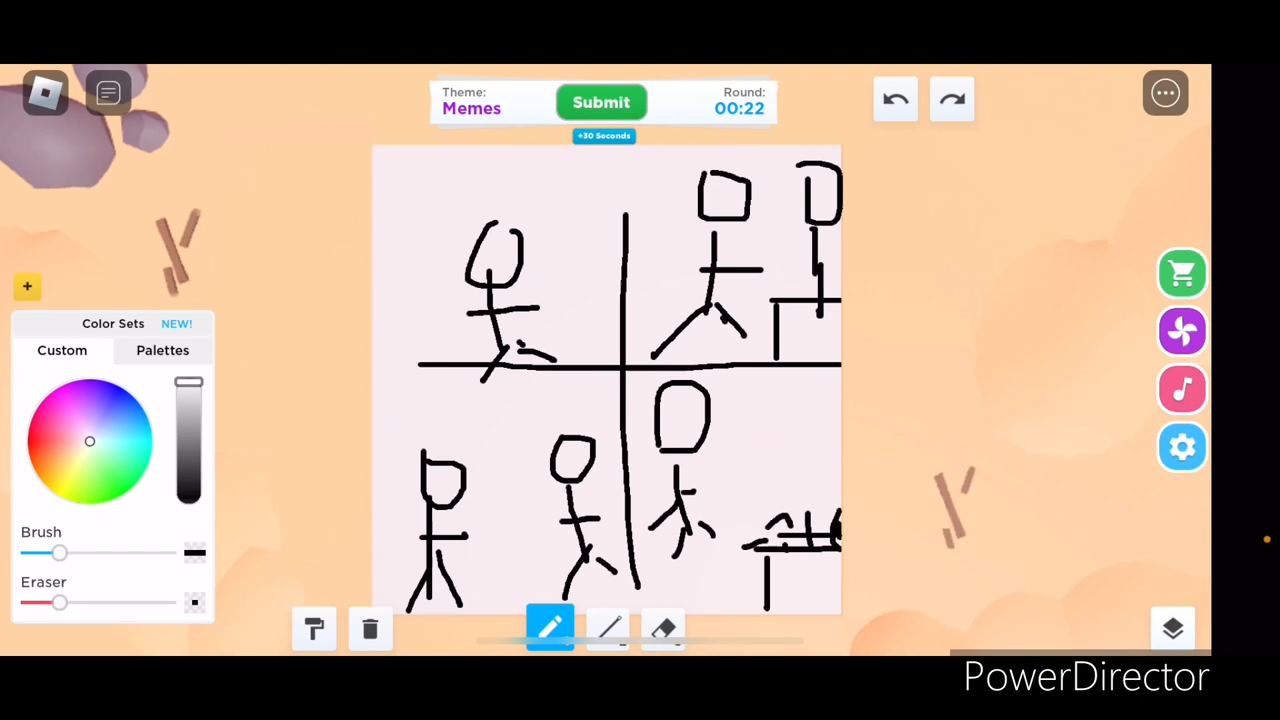 Theme:
Memes
Submit
Round:
00:22
+30 Seconds
+
Color Sets
NEW!
Custom
Palettes
Brush
Eraser
PowerDirector